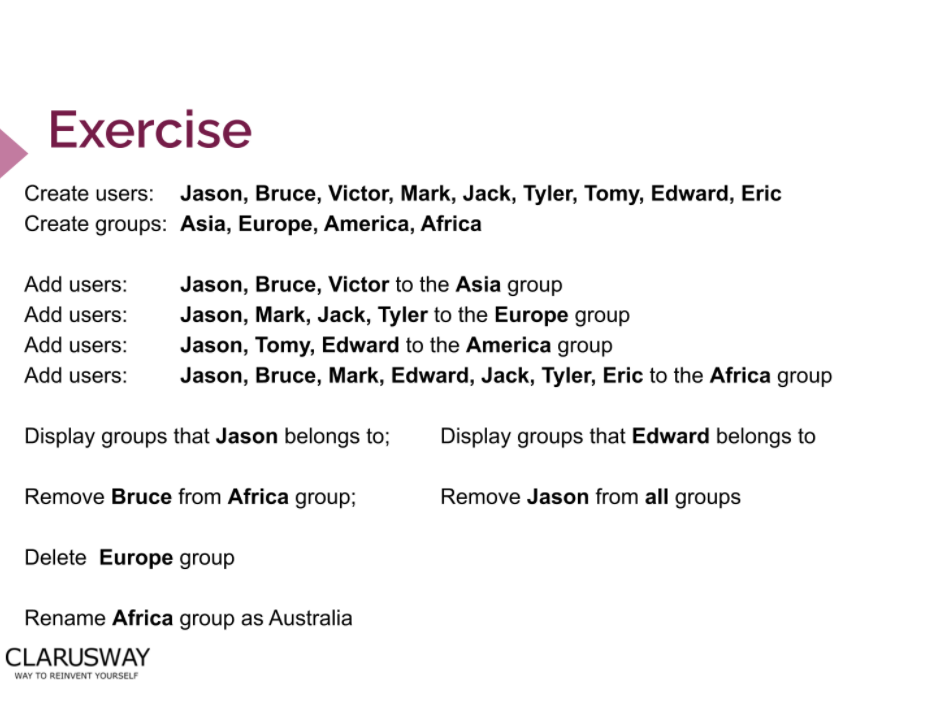 Exercise
Create users: Jason, Bruce, Victor, Mark, Jack, Tyler, Tomy, Edward, Eric
Create groups: Asia, Europe, America, Africa
Add users: Jason, Bruce, Victor to the Asia group
Add users: Jason, Mark, Jack, Tyler to the Europe group
Add users: Jason, Tomy, Edward to the America group
Add users: Jason, Bruce, Mark, Edward, Jack, Tyler, Eric to the Africa group
Display groups that Jason belongs to; Display groups that Edward belongs to
Remove Bruce from Africa group; Remove Jason from all groups
Delete Europe group
Rename Africa group as Australia
CLARUSWAY
WAY TO REINVENT YOURSELF